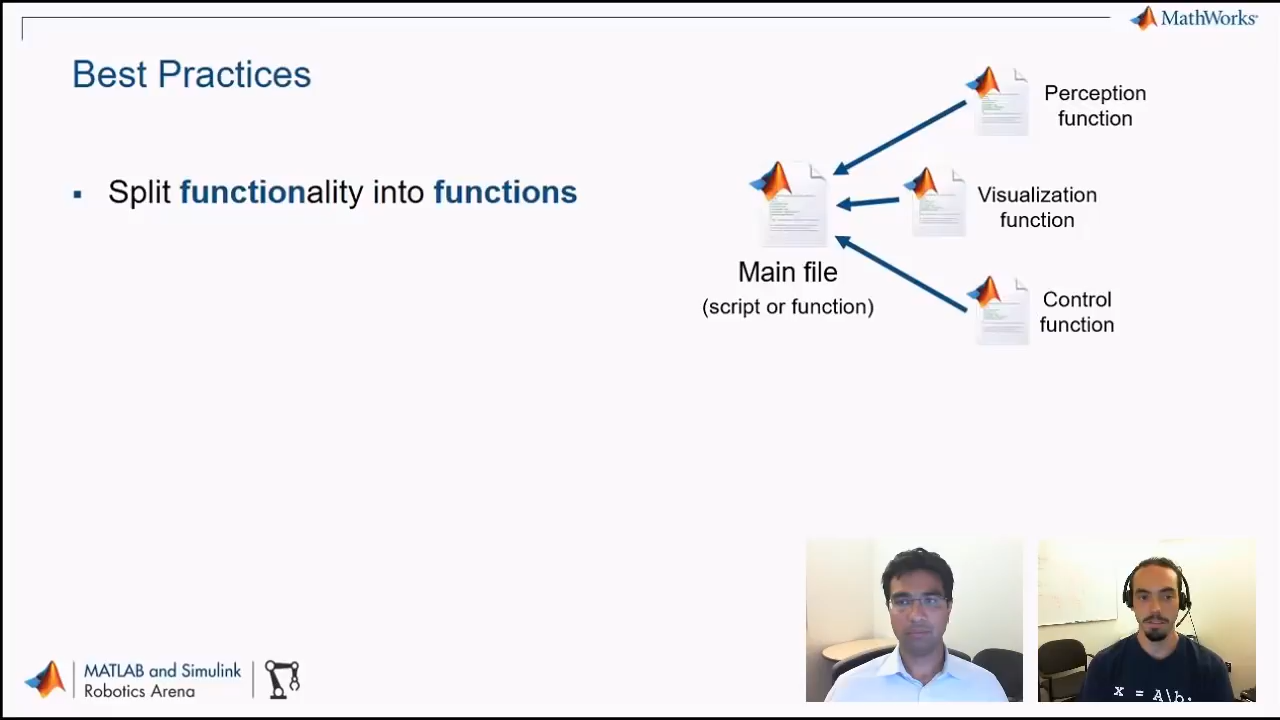 MathWorks
Best Practices
Split functionality into functions
Perception
function
Visualization
function
Main file
(script or function)
Control
function
MATLAB and Simulink
Robotics Arena
x = A\b;